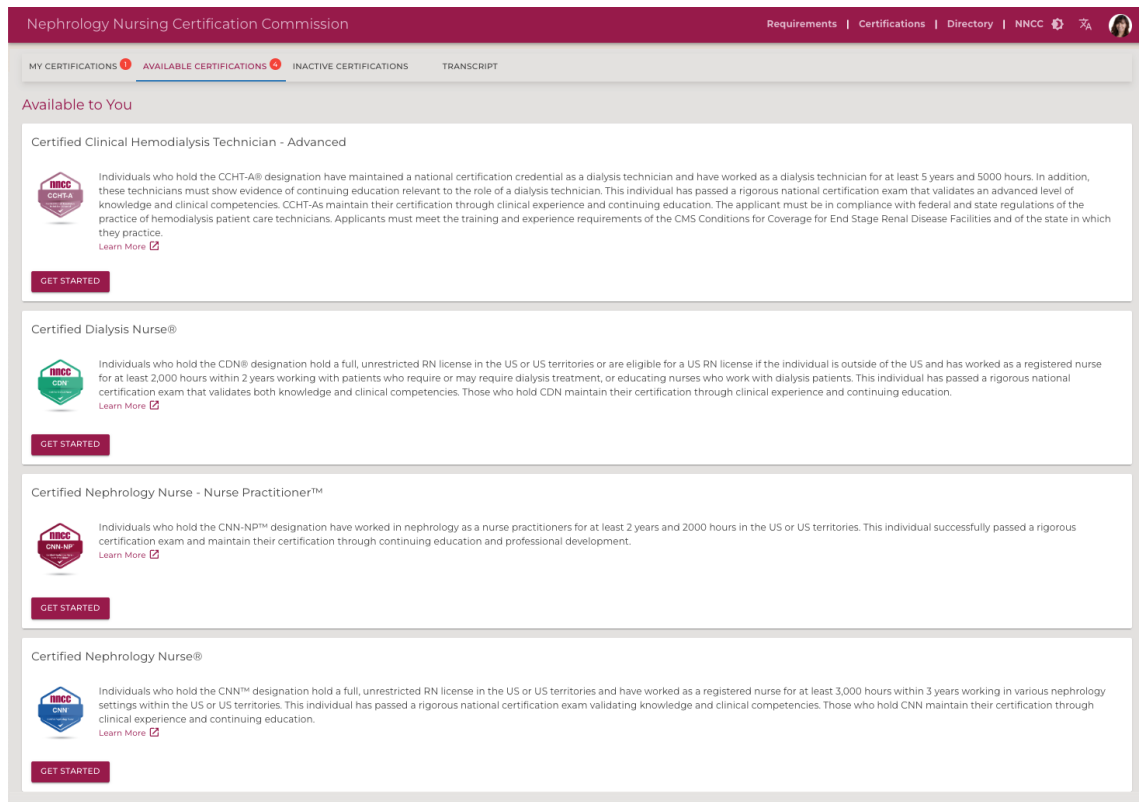 Nephrology Nursing Certification Commission
Requirements | Certifications | Directory | NNCC
MY CERTIFICATIONS 1 AVAILABLE CERTIFICATIONS 4 INACTIVE CERTIFICATIONS TRANSCRIPT
Available to You
Certified Clinical Hemodialysis Technician - Advanced
nncc
CCHT-A
Individuals who hold the CCHT-A® designation have maintained a national certification credential as a dialysis technician and have worked as a dialysis technician for at least 5 years and 5000 hours. In addition,
these technicians must show evidence of continuing education relevant to the role of a dialysis technician. This individual has passed a rigorous national certification exam that validates an advanced level of
knowledge and clinical competencies. CCHT-As maintain their certification through clinical experience and continuing education. The applicant must be in compliance with federal and state regulations of the
practice of hemodialysis patient care technicians. Applicants must meet the training and experience requirements of the CMS Conditions for Coverage for End Stage Renal Disease Facilities and of the state in which
they practice.
Learn More
GET STARTED
Certified Dialysis Nurse®
nncc
CDN
Individuals who hold the CDN® designation hold a full, unrestricted RN license in the US or US territories or are eligible for a US RN license if the individual is outside of the US and has worked as a registered nurse
for at least 2,000 hours within 2 years working with patients who require or may require dialysis treatment, or educating nurses who work with dialysis patients. This individual has passed a rigorous national
certification exam that validates both knowledge and clinical competencies. Those who hold CDN maintain their certification through clinical experience and continuing education.
Learn More
GET STARTED
Certified Nephrology Nurse - Nurse Practitioner™
nncc
CNN-NP
Individuals who hold the CNN-NP™ designation have worked in nephrology as a nurse practitioners for at least 2 years and 2000 hours in the US or US territories. This individual successfully passed a rigorous
certification exam and maintain their certification through continuing education and professional development.
Learn More
GET STARTED
Certified Nephrology Nurse®
nncc
CNN
Individuals who hold the CNN™ designation hold a full, unrestricted RN license in the US or US territories and have worked as a registered nurse for at least 3,000 hours within 3 years working in various nephrology
settings within the US or US territories. This individual has passed a rigorous national certification exam validating knowledge and clinical competencies. Those who hold CNN maintain their certification through
clinical experience and continuing education.
Learn More
GET STARTED